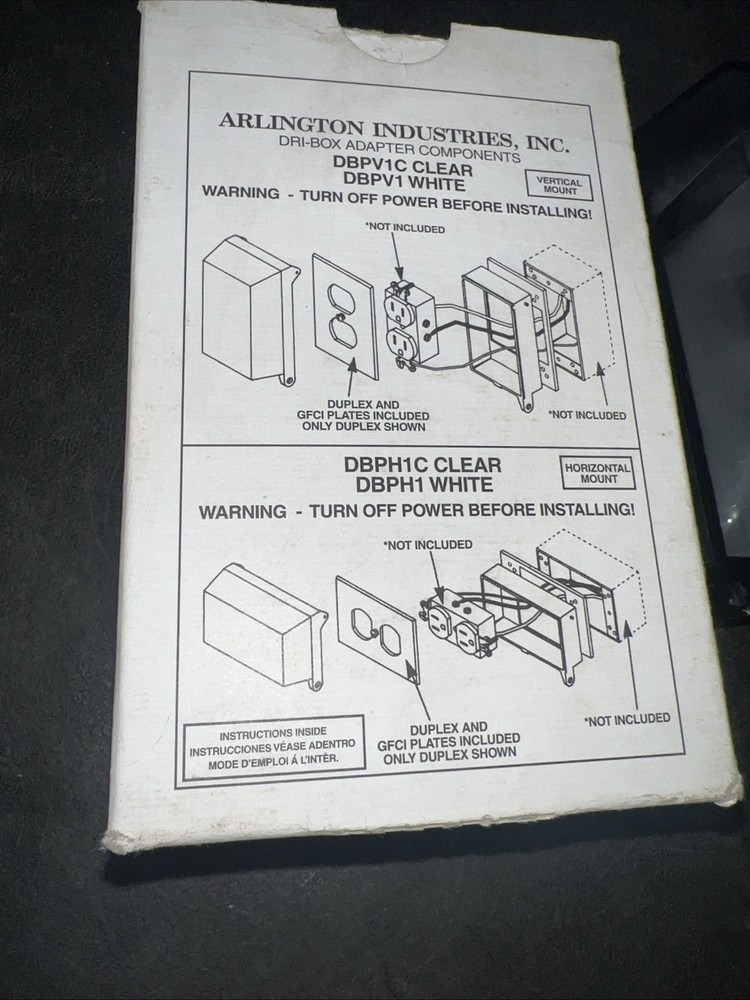 ARLINGTON INDUSTRIES, INC.
DRI-BOX ADAPTER COMPONENTS
DBPV1C CLEAR
DBPV1 WHITE
VERTICAL
MOUNT
WARNING - TURN OFF POWER BEFORE INSTALLING!
*NOT INCLUDED
DUPLEX AND
GFCI PLATES INCLUDED
ONLY DUPLEX SHOWN
*NOT INCLUDED
DBPH1C CLEAR
DBPH1 WHITE
HORIZONTAL
MOUNT
WARNING - TURN OFF POWER BEFORE INSTALLING!
*NOT INCLUDED
*NOT INCLUDED
DUPLEX AND
GFCI PLATES INCLUDED
ONLY DUPLEX SHOWN
INSTRUCTIONS INSIDE
INSTRUCCIONES VÉASE ADENTRO
MODE D'EMPLOI Á L'INTÈR.